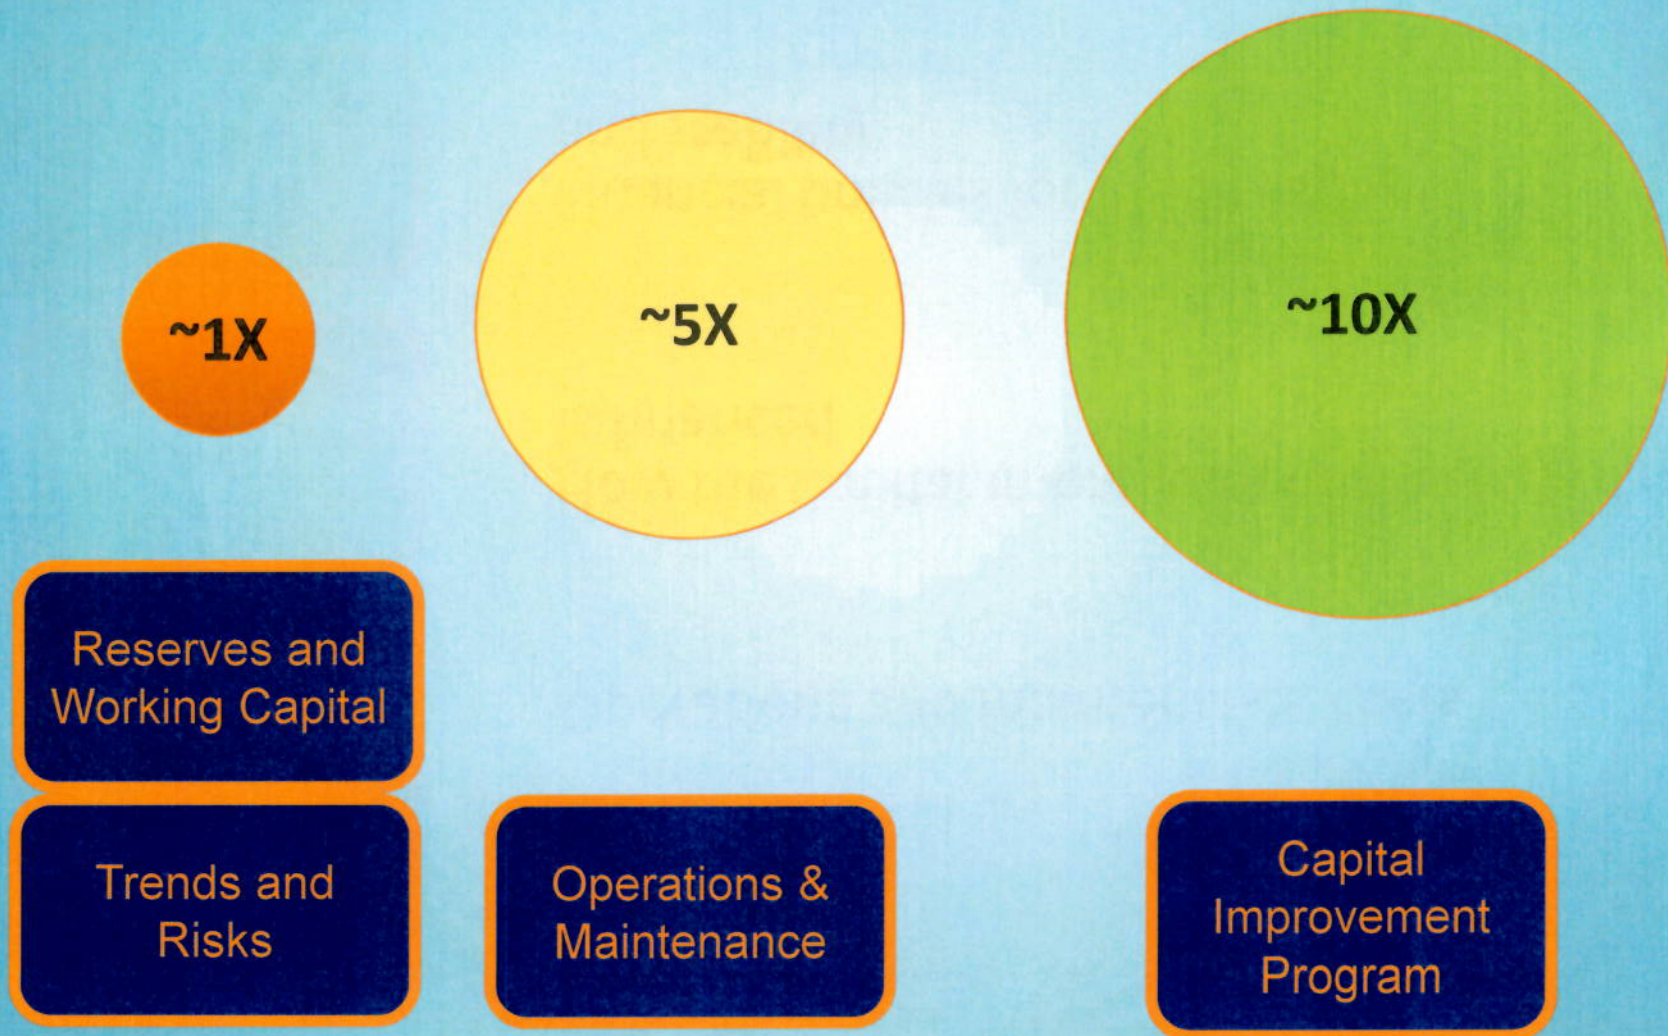 ~1X
~5X
~10X
Reserves and
Working Capital
Trends and
Risks
Operations &
Maintenance
Capital
Improvement
Program